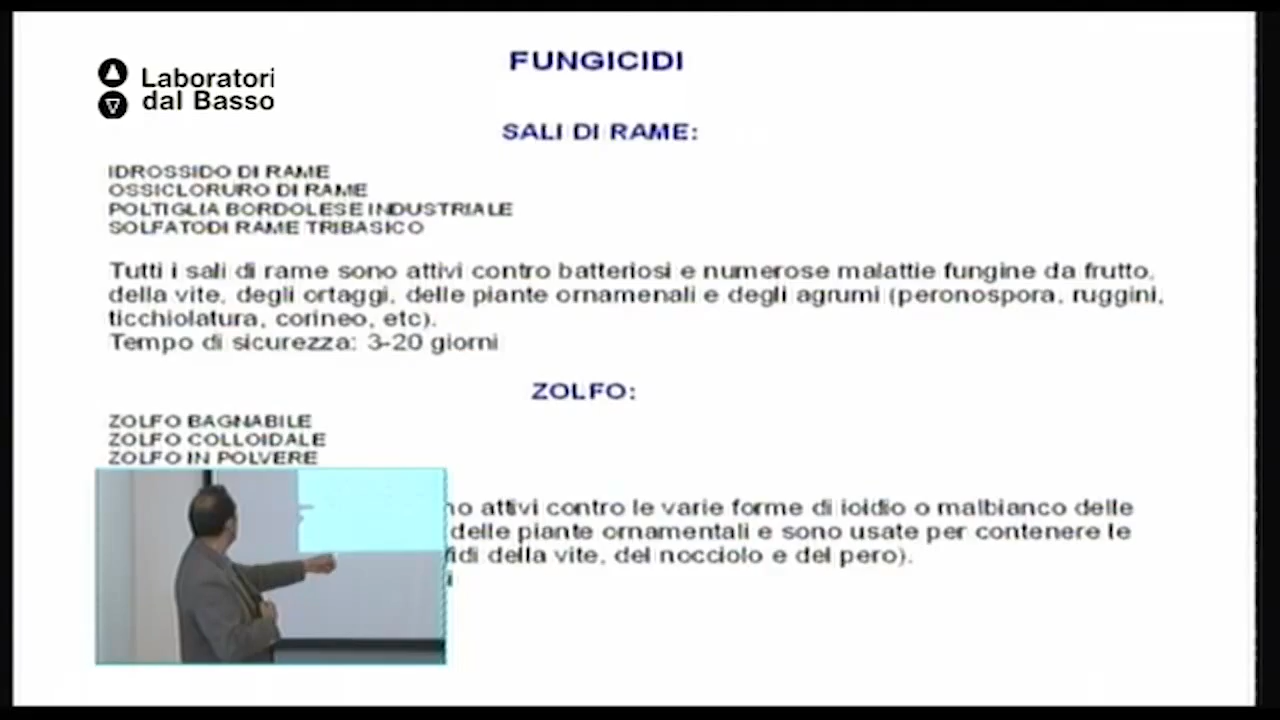 Laboratori
dal Basso
FUNGICIDI
SALI DI RAME:
IDROSSIDO DI RAME
OSSICLORURO DI RAME
POLTIGLIA BORDOLESE INDUSTRIALE
SOLFATODI RAME TRIBASICO
Tutti i sali di rame sono attivi contro batteriosi e numerose malattie fungine da frutto,
della vite, degli ortaggi, delle piante ornamenali e degli agrumi (peronospora, ruggini,
ticchiolatura, corineo, etc).
Tempo di sicurezza: 3-20 giorni
ZOLFO:
ZOLFO BAGNABILE
ZOLFO COLLOIDALE
ZOLFO IN POLVERE
attivi contro le varie forme di ioidio o malbianco delle
delle piante ornamentali e sono usate per contenere le
della vite, del nocciolo e del pero).